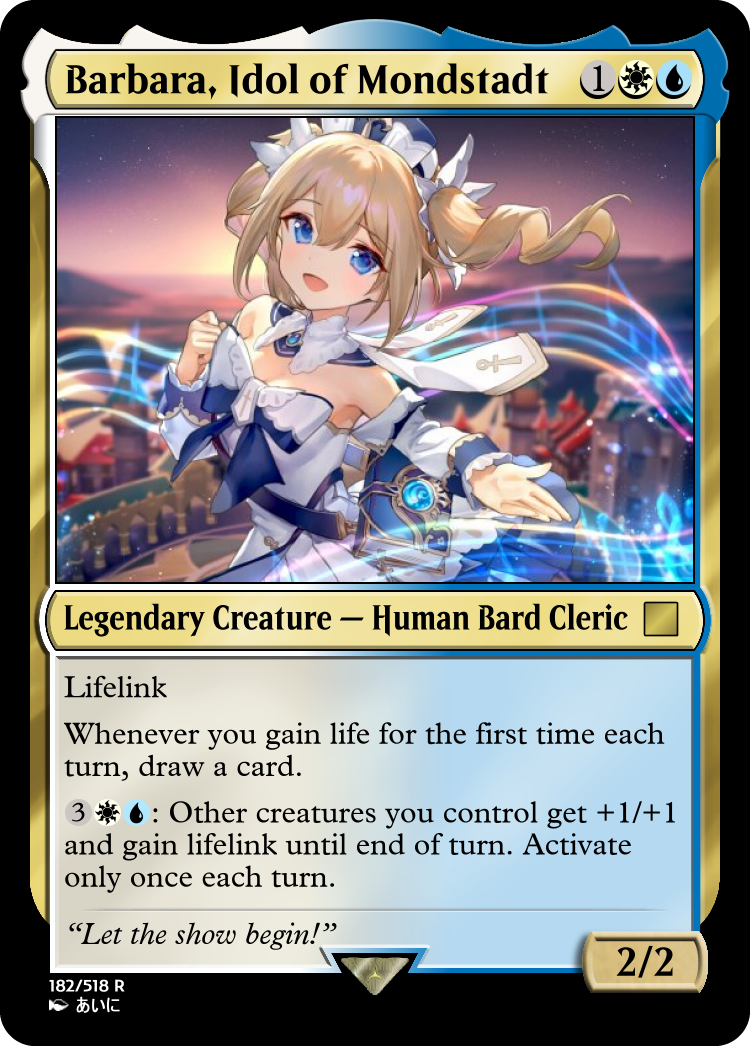 Barbara, Idol of Mondstadt 1
Legendary Creature — Human Bard Cleric
Lifelink
Whenever you gain life for the first time each
turn, draw a card.
3 : Other creatures you control get +1/+1
and gain lifelink until end of turn. Activate
only once each turn.
“Let the show begin!”
2/2
182/518 R
あいに